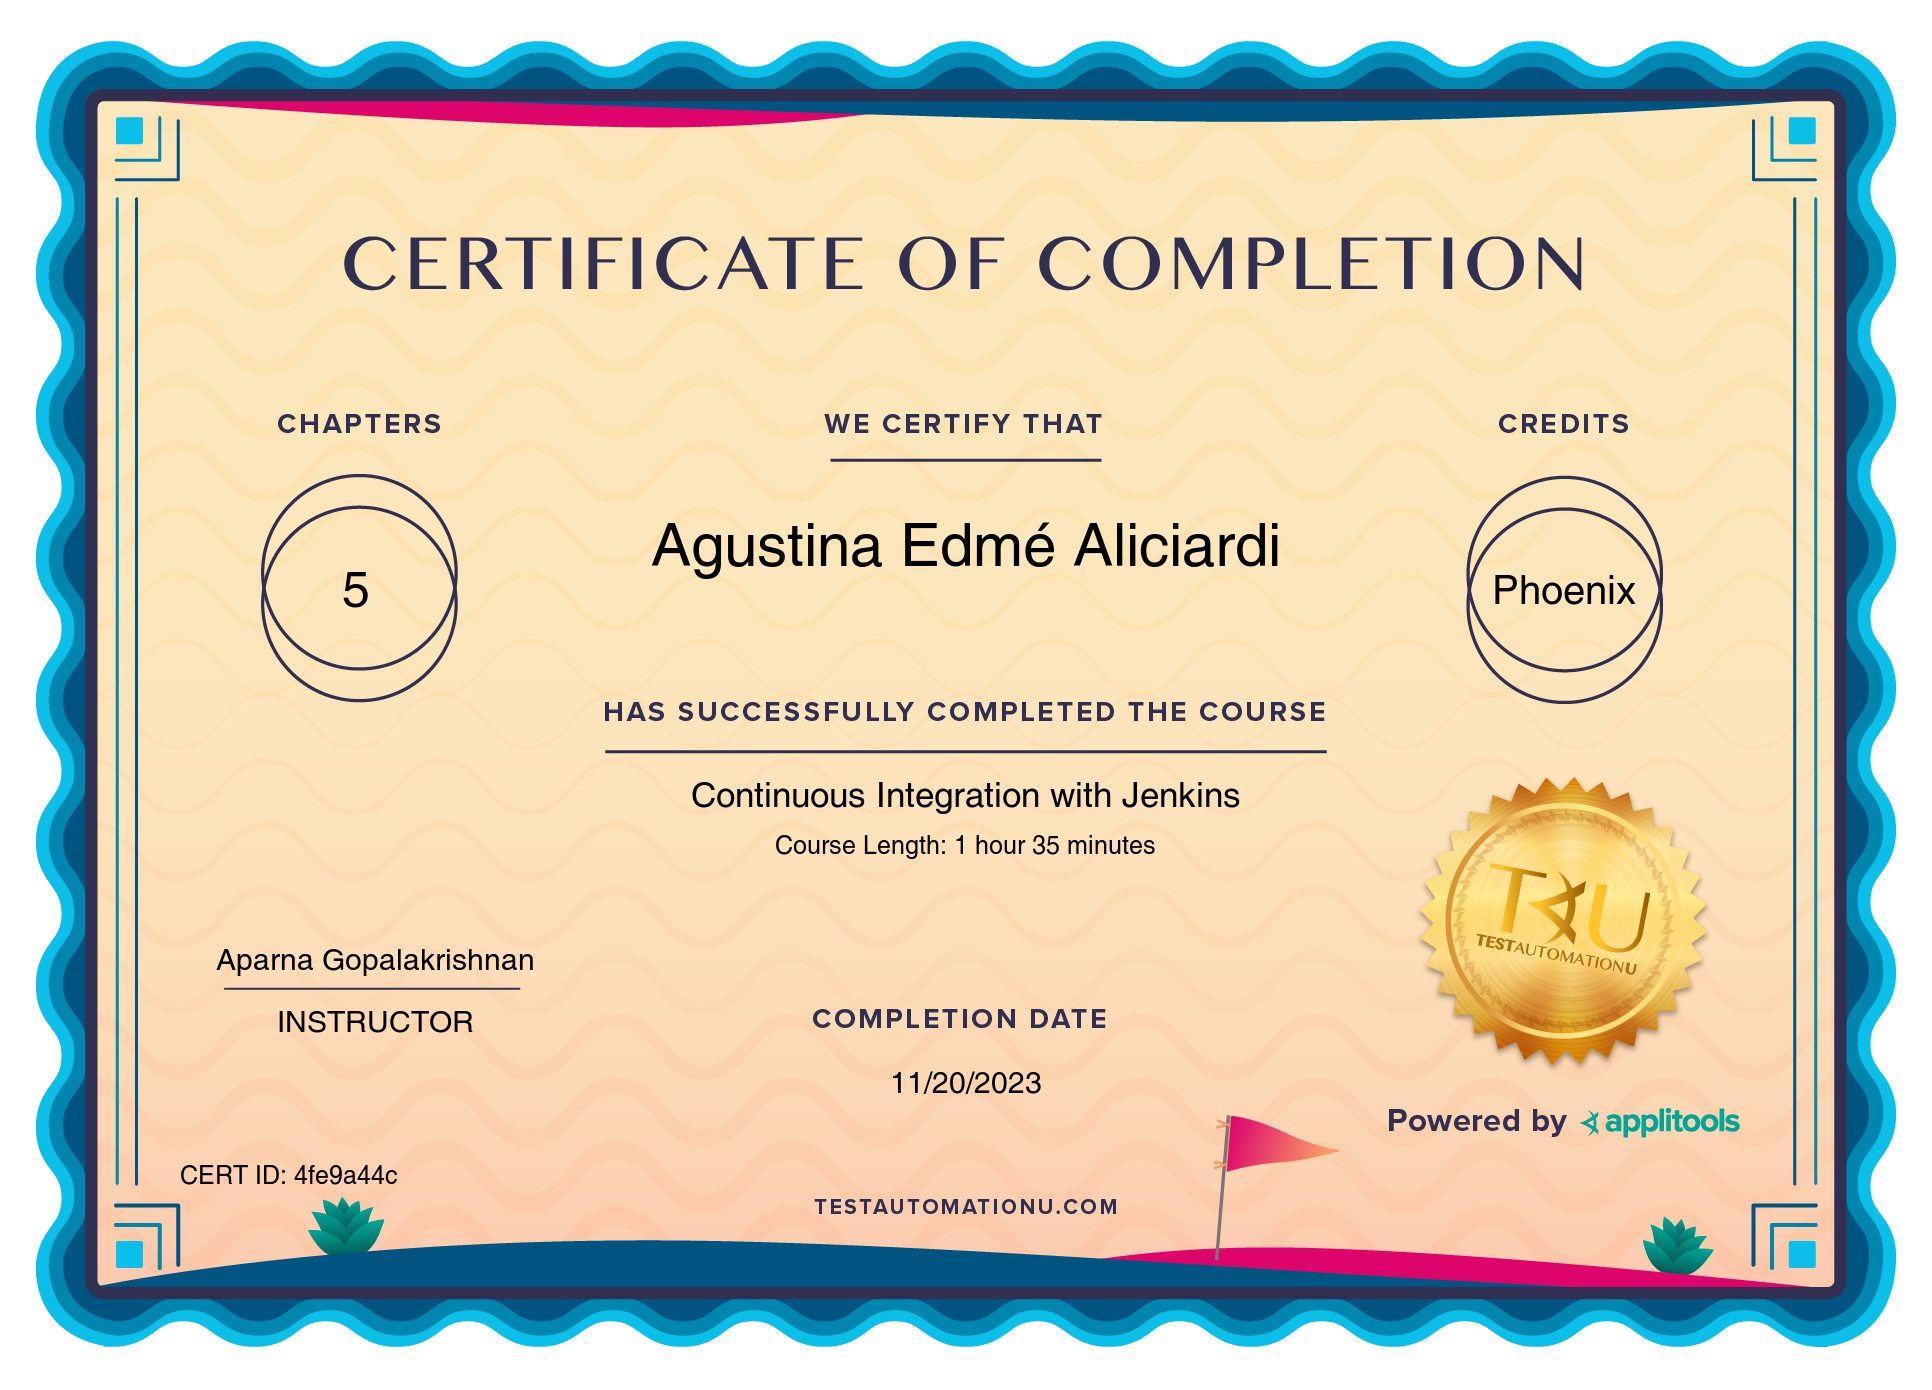 CERTIFICATE OF COMPLETION
CHAPTERS
5
WE CERTIFY THAT
Agustina Edmé Aliciardi
CREDITS
Phoenix
HAS SUCCESSFULLY COMPLETED THE COURSE
Continuous Integration with Jenkins
Course Length: 1 hour 35 minutes
Aparna Gopalakrishnan
INSTRUCTOR
COMPLETION DATE
11/20/2023
TAU
TESTAUTOMATIONU
Powered by applitools
CERT ID: 4fe9a44c
TESTAUTOMATIONU.COM